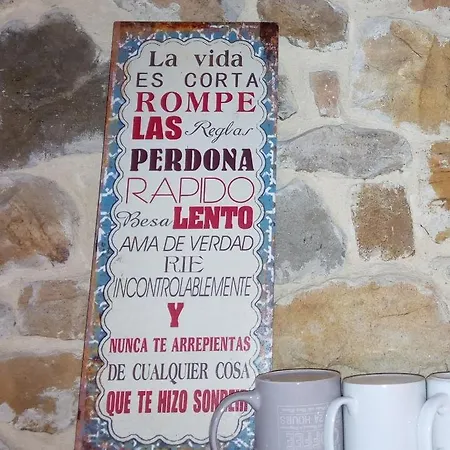 La vida
ES CORTA
ROMPE
LAS Reglas
PERDONA
RAPIDO
Besa LENTO
AMA DE VERDAD
RIE
INCONTROLABLEMENTE
Y
NUNCA TE ARREPIENTAS
DE CUALQUIER COSA
QUE TE HIZO SONREIR